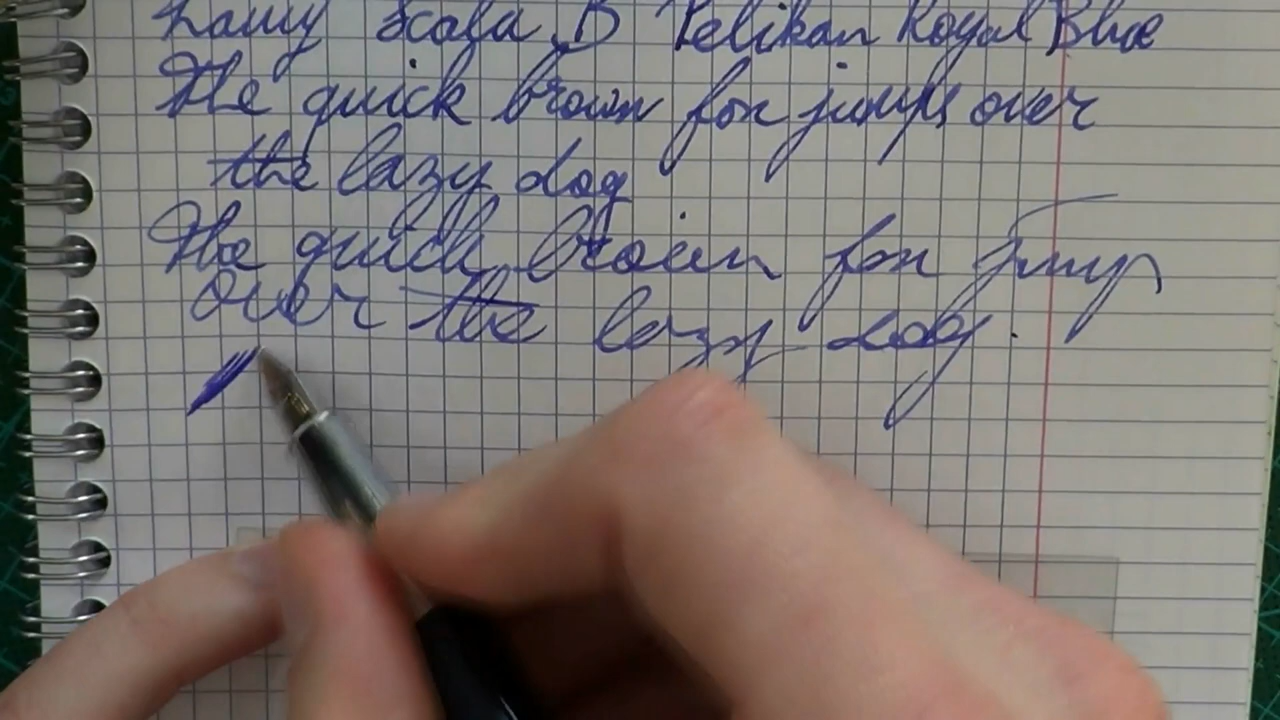 Lamy Scala B Pelikan Royal Blue
The quick brown fox jumps over
the lazy dog
The quick brown fox jump
over the lazy dog.